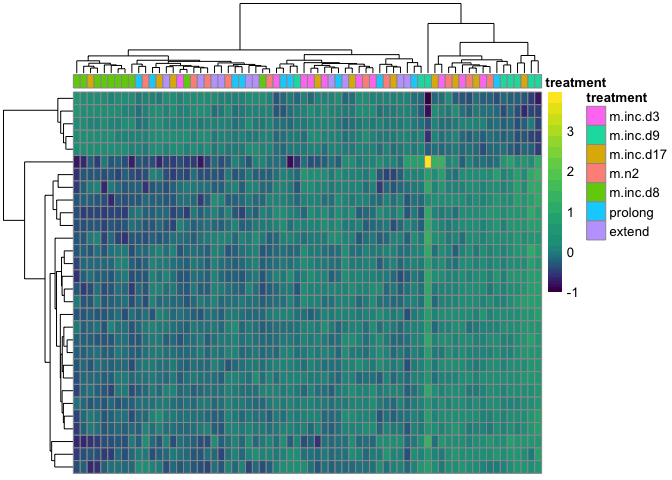 treatment
treatment
m.inc.d3
m.inc.d9
m.inc.d17
m.n2
m.inc.d8
prolong
extend
3
2
1
0
-1